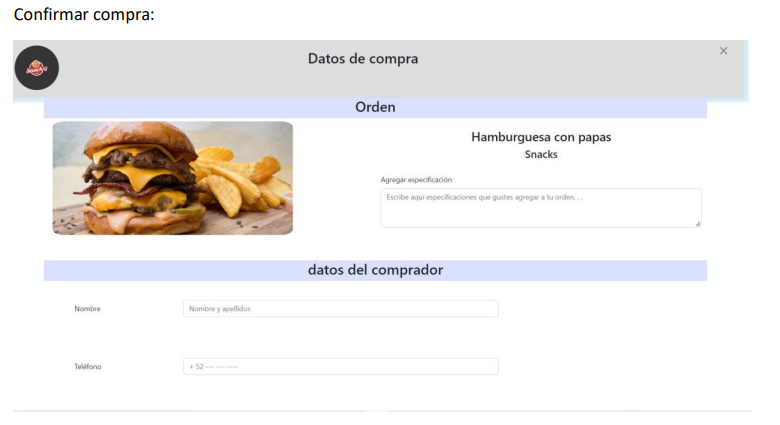 Confirmar compra:
Snacky
Datos de compra
×
Orden
Hamburguesa con papas
Snacks
Agregar especificación
Escribe aquí especificaciones que gustes agregar a tu orden. . .
datos del comprador
Nombre
Nombre y apellidos
Teléfono
+ 52 --- --- ----